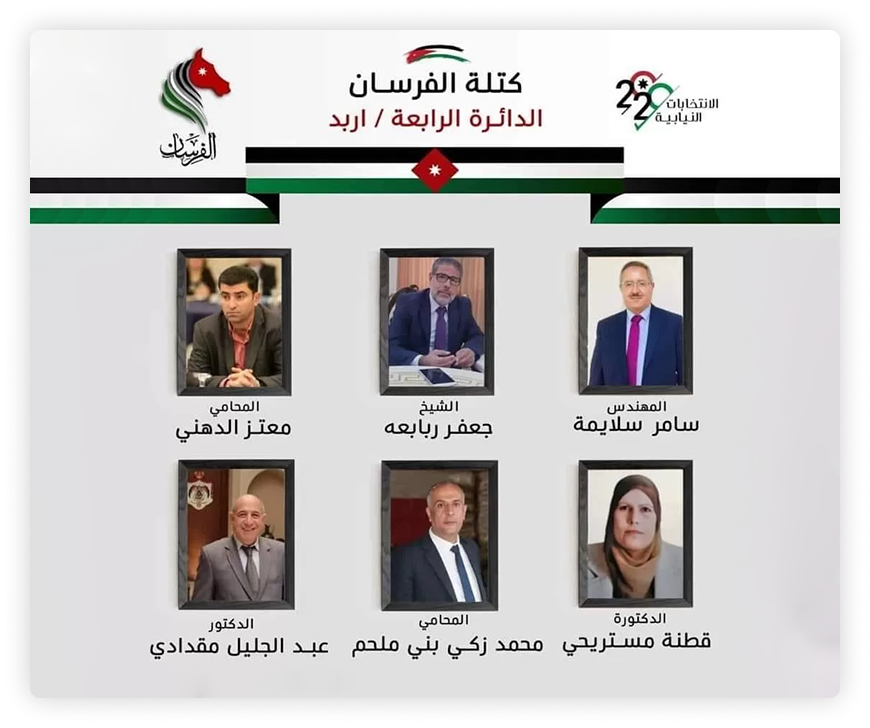 كتلة الفرسان
الدائرة الرابعة / اربد
الفرسان
2020
الانتخابات
النيابية
المهندس
سامر سلايمة
الشيخ
جعفر ربابعه
المحامي
معتز الدهني
الدكتورة
قطنة مستريحي
المحامي
محمد زكي بني ملحم
الدكتور
عبد الجليل مقدادي